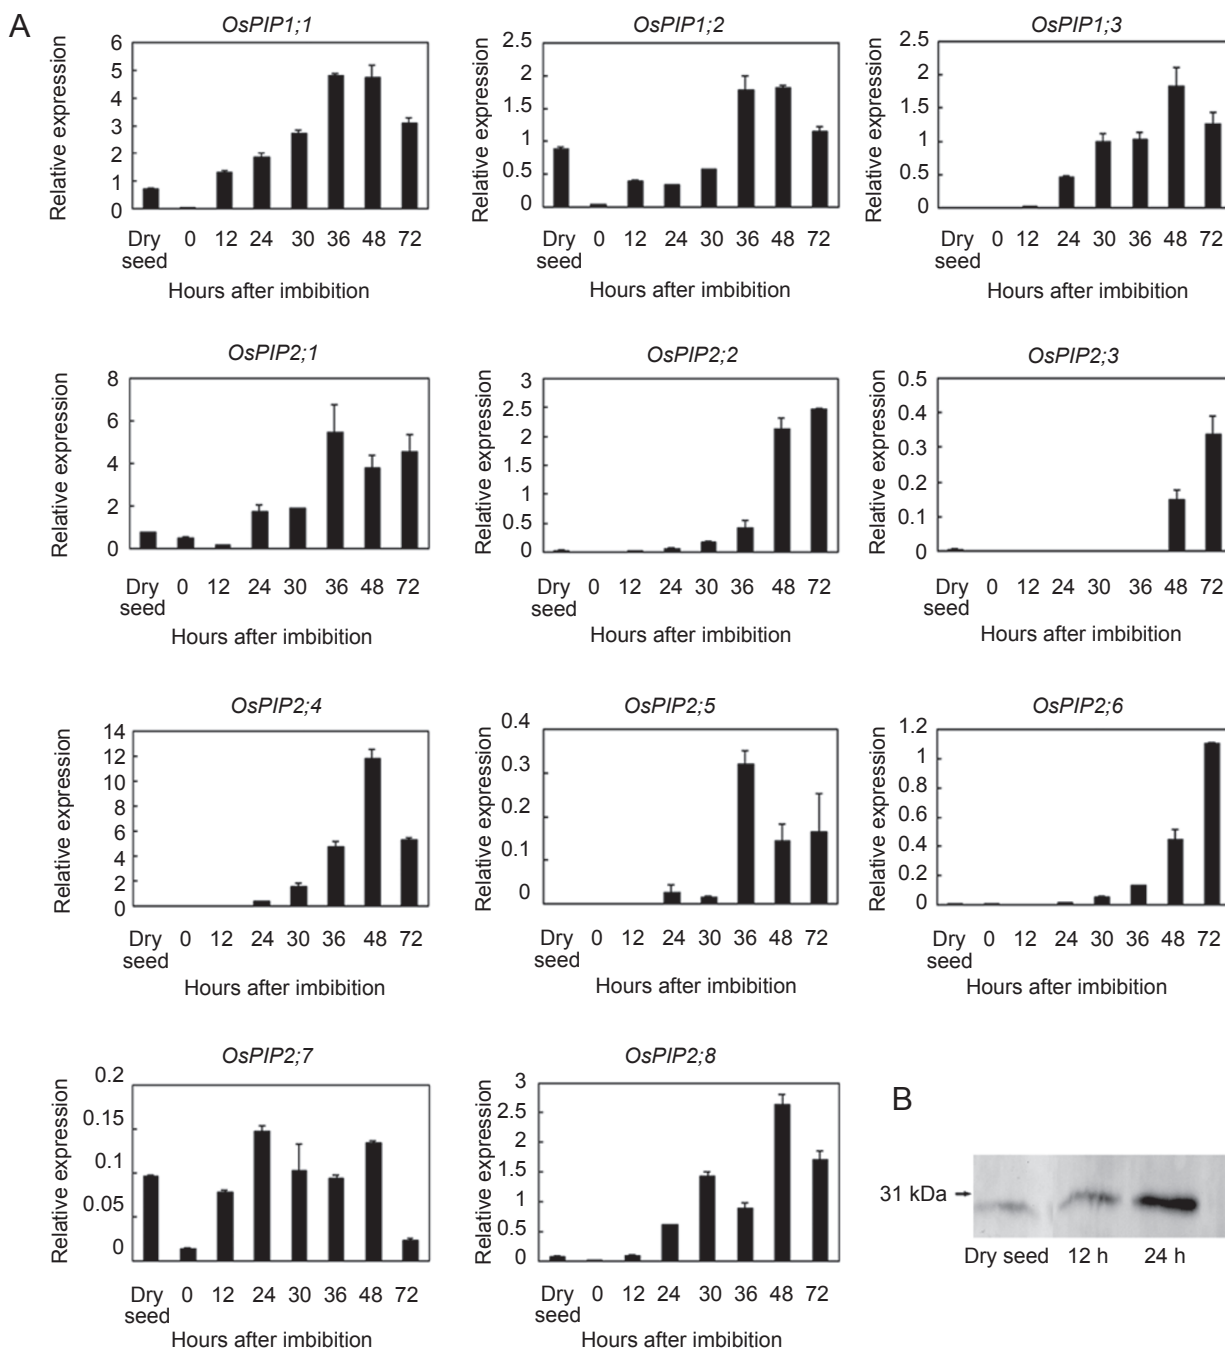 A
OsPIP1;1
Relative expression
6
5
4
3
2
1
0
Dry seed 0 12 24 30 36 48 72
Hours after imbibition
OsPIP1;2
Relative expression
2.5
2
1.5
1
0.5
0
Dry seed 0 12 24 30 36 48 72
Hours after imbibition
OsPIP1;3
Relative expression
2.5
2
1.5
1
0.5
0
Dry seed 0 12 24 30 36 48 72
Hours after imbibition
OsPIP2;1
Relative expression
8
6
4
2
0
Dry seed 0 12 24 30 36 48 72
Hours after imbibition
OsPIP2;2
Relative expression
3
2.5
2
1.5
1
0.5
0
Dry seed 0 12 24 30 36 48 72
Hours after imbibition
OsPIP2;3
Relative expression
0.5
0.4
0.3
0.2
0.1
0
Dry seed 0 12 24 30 36 48 72
Hours after imbibition
OsPIP2;4
Relative expression
14
12
10
8
6
4
2
0
Dry seed 0 12 24 30 36 48 72
Hours after imbibition
OsPIP2;5
Relative expression
0.4
0.3
0.2
0.1
0
Dry seed 0 12 24 30 36 48 72
Hours after imbibition
OsPIP2;6
Relative expression
1.2
1
0.8
0.6
0.4
0.2
0
Dry seed 0 12 24 30 36 48 72
Hours after imbibition
OsPIP2;7
Relative expression
0.2
0.15
0.1
0.05
0
Dry seed 0 12 24 30 36 48 72
Hours after imbibition
OsPIP2;8
Relative expression
3
2.5
2
1.5
1
0.5
0
Dry seed 0 12 24 30 36 48 72
Hours after imbibition
B
31 kDa
Dry seed 12 h 24 h